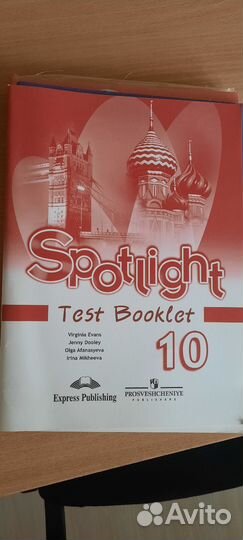 Spotlight
Test Booklet
10
Virginia Evans
Jenny Dooley
Olga Afanasyeva
Irina Mikheeva
Express Publishing
PROSVESHCHENIYE
PUBLISHERS
Avito